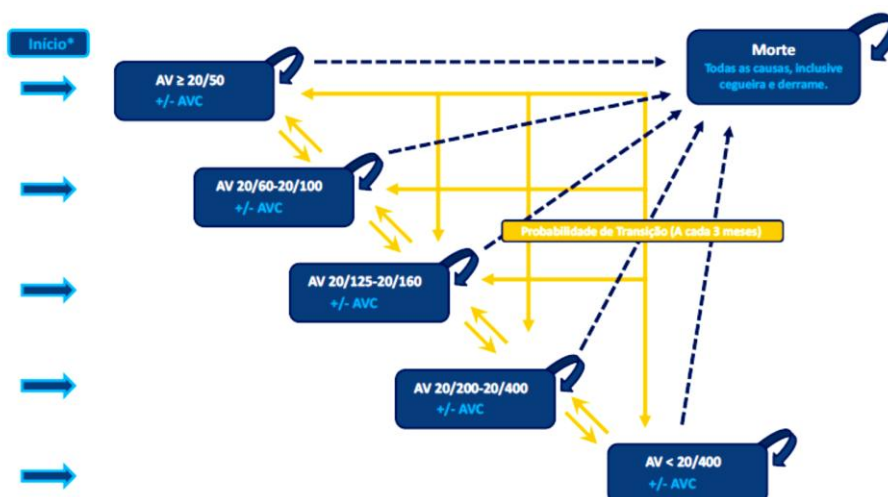 Início*
Morte
Todas as causas, inclusive
cegueira e derrame.
AV ≥ 20/50
+/- AVC
AV 20/60-20/100
+/- AVC
Probabilidade de Transição (A cada 3 meses)
AV 20/125-20/160
+/- AVC
AV 20/200-20/400
+/- AVC
AV < 20/400
+/- AVC